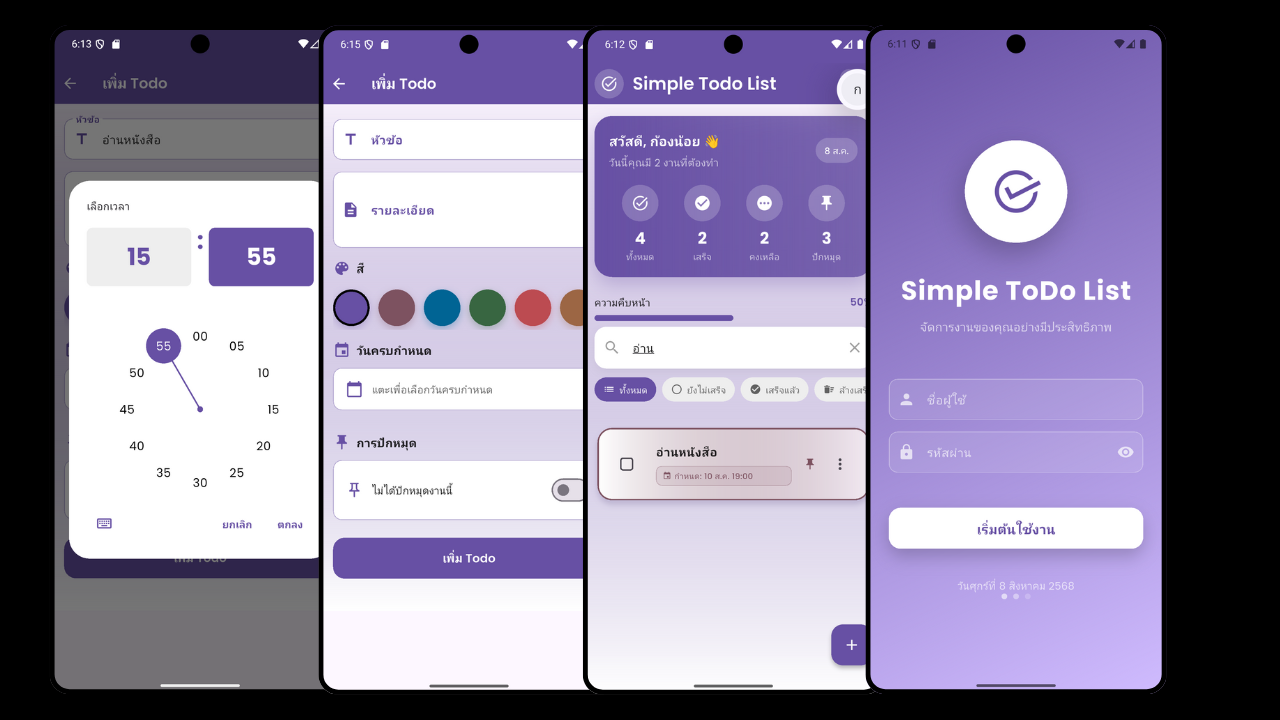 6:13
เพิ่ม Todo
หัวข้อ
อ่านหนังสือ
เลือกเวลา
15 : 55
00
05
10
15
20
25
30
35
40
45
50
55
ยกเลิก ตกลง
เพิ่ม Todo
6:15
เพิ่ม Todo
หัวข้อ
รายละเอียด
สี
วันครบกำหนด
แตะเพื่อเลือกวันครบกำหนด
การปักหมุด
ไม่ได้ปักหมุดงานนี้
เพิ่ม Todo
6:12
Simple Todo List
ก
สวัสดี, ก้องน้อย 👋
8 ส.ค.
วันนี้คุณมี 2 งานที่ต้องทำ
4 2 2 3
ทั้งหมด เสร็จ คงเหลือ ปักหมุด
ความคืบหน้า 50
อ่าน
ทั้งหมด ยังไม่เสร็จ เสร็จแล้ว ล้างเสร็
อ่านหนังสือ
กำหนด: 10 ส.ค. 19:00
6:11
Simple ToDo List
จัดการงานของคุณอย่างมีประสิทธิภาพ
ชื่อผู้ใช้
รหัสผ่าน
เริ่มต้นใช้งาน
วันศุกร์ที่ 8 สิงหาคม 2568